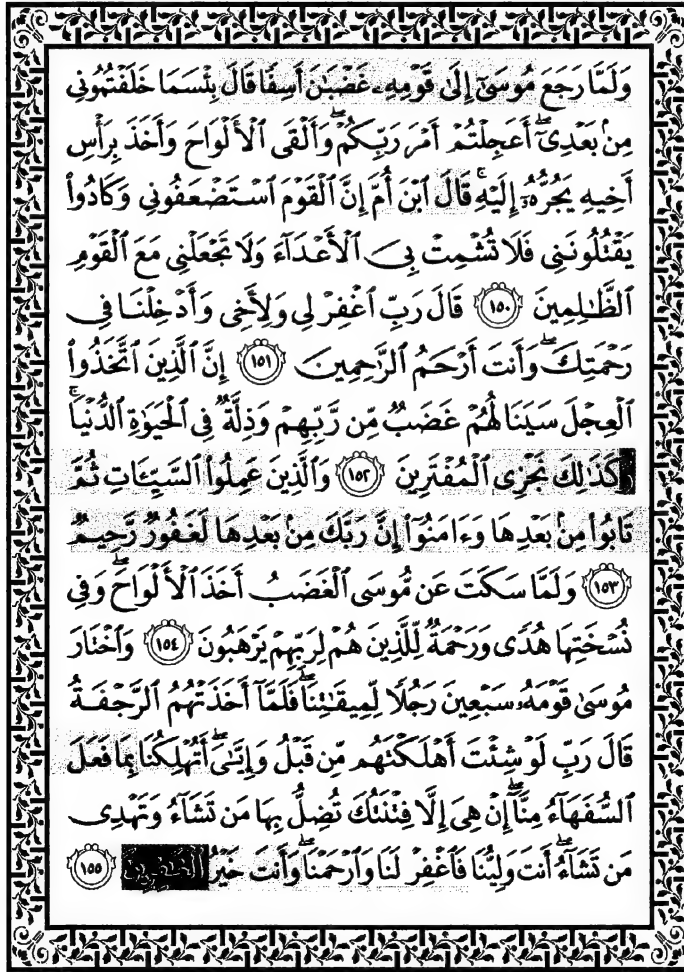 وَلَمَّا رَجَعَ مُوسَىٰٓ إِلَىٰ قَوْمِهِۦ غَضْبَٰنَ أَسِفًا قَالَ بِئْسَمَا خَلَفْتُمُونِى
مِنۢ بَعْدِىٓ ۖ أَعَجِلْتُمْ أَمْرَ رَبِّكُمْ ۖ وَأَلْقَى ٱلْأَلْوَاحَ وَأَخَذَ بِرَأْسِ
أَخِيهِ يَجُرُّهُۥٓ إِلَيْهِ ۚ قَالَ ٱبْنَ أُمَّ إِنَّ ٱلْقَوْمَ ٱسْتَضْعَفُونِى وَكَادُوا۟
يَقْتُلُونَنِى فَلَا تُشْمِتْ بِىَ ٱلْأَعْدَآءَ وَلَا تَجْعَلْنِى مَعَ ٱلْقَوْمِ
ٱلظَّٰلِمِينَ ١٥٠ قَالَ رَبِّ ٱغْفِرْ لِى وَلِأَخِى وَأَدْخِلْنَا فِى
رَحْمَتِكَ ۖ وَأَنتَ أَرْحَمُ ٱلرَّٰحِمِينَ ١٥١ إِنَّ ٱلَّذِينَ ٱتَّخَذُوا۟
ٱلْعِجْلَ سَيَنَالُهُمْ غَضَبٌ مِّن رَّبِّهِمْ وَذِلَّةٌ فِى ٱلْحَيَوٰةِ ٱلدُّنْيَا ۚ
وَكَذَٰلِكَ نَجْزِى ٱلْمُفْتَرِينَ ١٥٢ وَٱلَّذِينَ عَمِلُوا۟ ٱلسَّيِّـَٔاتِ ثُمَّ
تَابُوا۟ مِنۢ بَعْدِهَا وَءَامَنُوٓا۟ إِنَّ رَبَّكَ مِنۢ بَعْدِهَا لَغَفُورٌ رَّحِيمٌ
١٥٣ وَلَمَّا سَكَتَ عَن مُّوسَى ٱلْغَضَبُ أَخَذَ ٱلْأَلْوَاحَ ۖ وَفِى
نُسْخَتِهَا هُدًى وَرَحْمَةٌ لِّلَّذِينَ هُمْ لِرَبِّهِمْ يَرْهَبُونَ ١٥٤ وَٱخْتَارَ
مُوسَىٰ قَوْمَهُۥ سَبْعِينَ رَجُلًا لِّمِيقَٰتِنَا ۖ فَلَمَّآ أَخَذَتْهُمُ ٱلرَّجْفَةُ
قَالَ رَبِّ لَوْ شِئْتَ أَهْلَكْتَهُم مِّن قَبْلُ وَإِيَّٰىَ ۖ أَتُهْلِكُنَا بِمَا فَعَلَ
ٱلسُّفَهَآءُ مِنَّآ ۖ إِنْ هِىَ إِلَّا فِتْنَتُكَ تُضِلُّ بِهَا مَن تَشَآءُ وَتَهْدِى
مَن تَشَآءُ ۖ أَنتَ وَلِيُّنَا فَٱغْفِرْ لَنَا وَٱرْحَمْنَا ۖ وَأَنتَ خَيْرُ ٱلْغَٰفِرِينَ ١٥٥